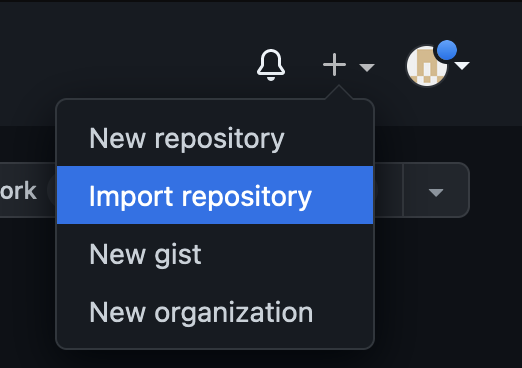 New repository
ork
Import repository
New gist
New organization